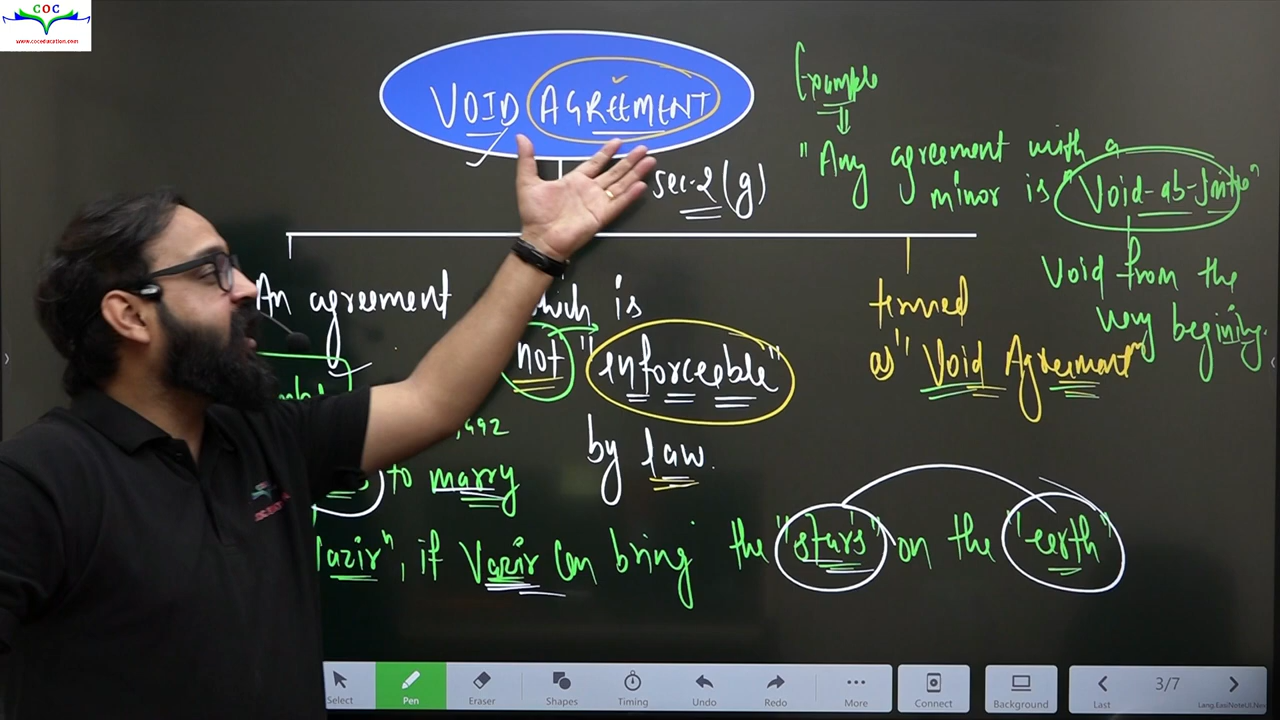 COC
www.coceducation.com
VOID AGREEMENT
sec-2(g)
Example
"Any agreement with a
minor is "Void-ab-Initio"
Void from the
very begining.
An agreement which is
not "enforceable"
by law.
termed
as "Void Agreement"
to marry
if Vazir can bring the "stars" on the "earth"
Select
Pen
Eraser
Shapes
Timing
Undo
Redo
More
Connect
Background
Last
3/7